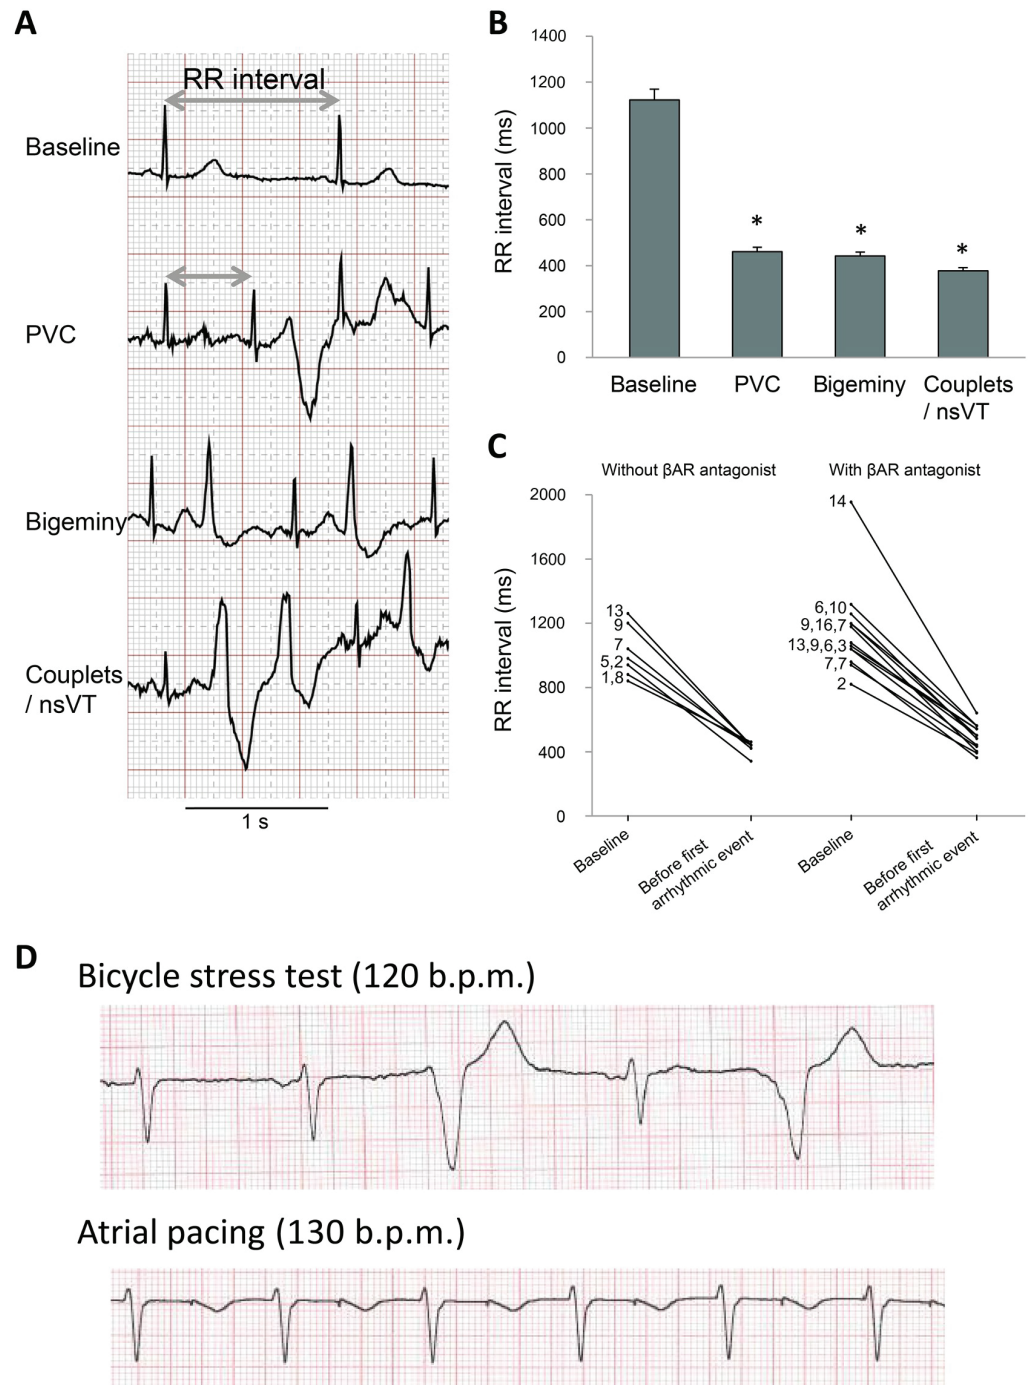 A
RR interval
Baseline
PVC
Bigeminy
Couplets
/ nsVT
1 s
B
RR interval (ms)
1400
1200
1000
800
600
400
200
0
*
*
*
Baseline
PVC
Bigeminy
Couplets
/ nsVT
C
Without βAR antagonist
With βAR antagonist
RR interval (ms)
2000
1600
1200
800
400
0
13
9
7
5,2
1,8
14
6,10
9,16,7
13,9,6,3
7,7
2
Baseline
Before first
arrhythmic event
Baseline
Before first
arrhythmic event
D
Bicycle stress test (120 b.p.m.)
Atrial pacing (130 b.p.m.)